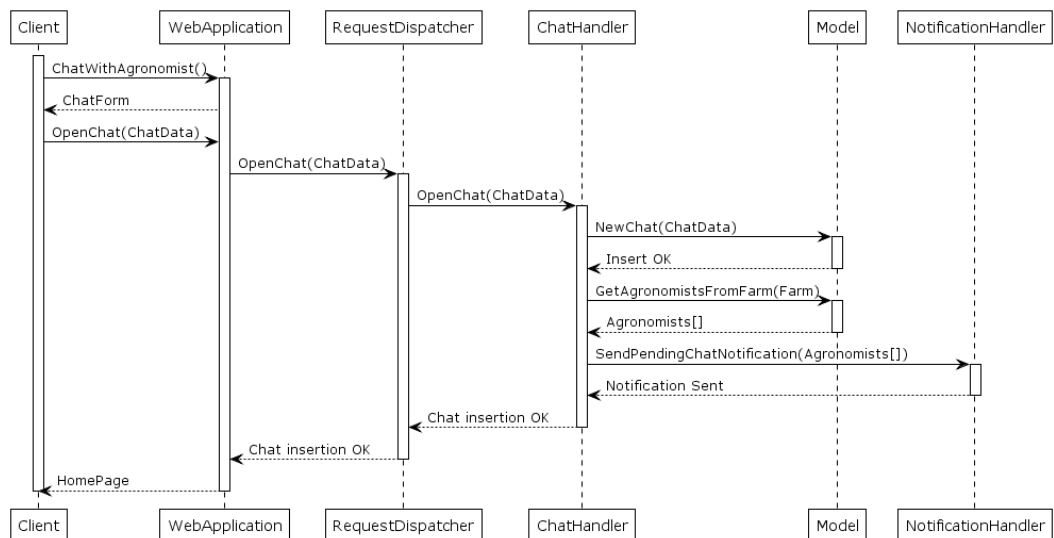 Client WebApplication RequestDispatcher ChatHandler Model NotificationHandler
ChatWithAgronomist()
ChatForm
OpenChat(ChatData)
OpenChat(ChatData)
OpenChat(ChatData)
NewChat(ChatData)
Insert OK
GetAgronomistsFromFarm(Farm)
Agronomists[]
SendPendingChatNotification(Agronomists[])
Notification Sent
Chat insertion OK
Chat insertion OK
HomePage
Client WebApplication RequestDispatcher ChatHandler Model NotificationHandler